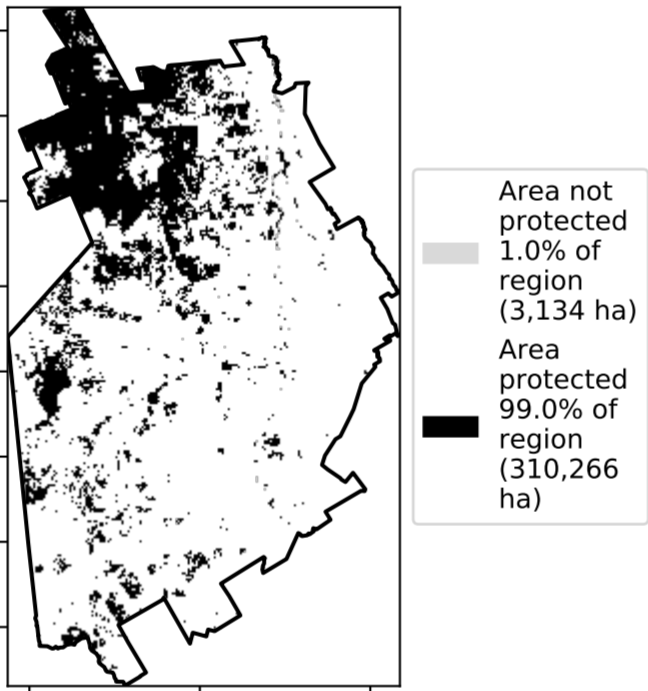 Area not
protected
1.0% of
region
(3,134 ha)
Area
protected
99.0% of
region
(310,266
ha)